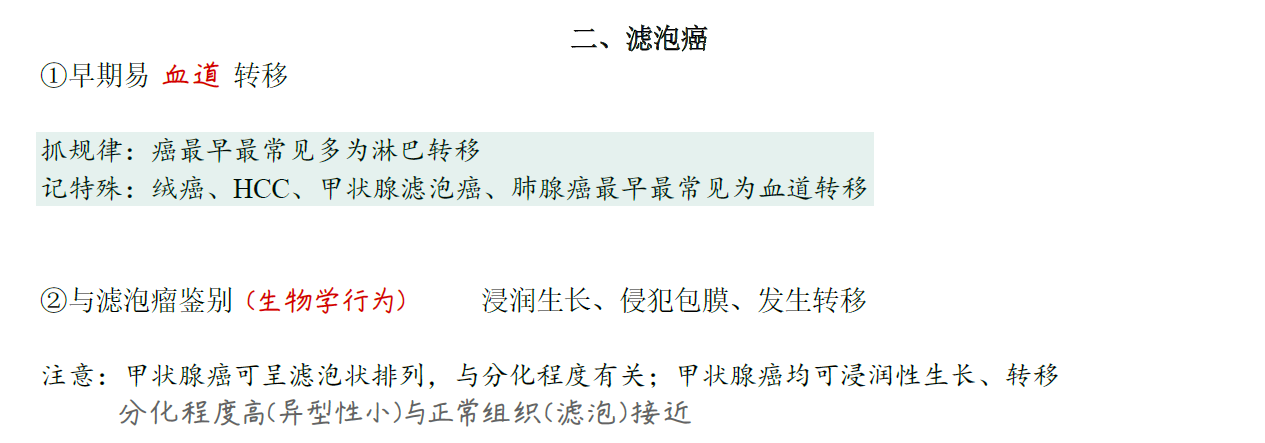 二、滤泡癌
①早期易 血道 转移
抓规律：癌最早最常见多为淋巴转移
记特殊：绒癌、HCC、甲状腺滤泡癌、肺腺癌最早最常见为血道转移
②与滤泡瘤鉴别 (生物学行为) 浸润生长、侵犯包膜、发生转移
注意：甲状腺癌可呈滤泡状排列，与分化程度有关；甲状腺癌均可浸润性生长、转移
分化程度高(异型性小)与正常组织(滤泡)接近